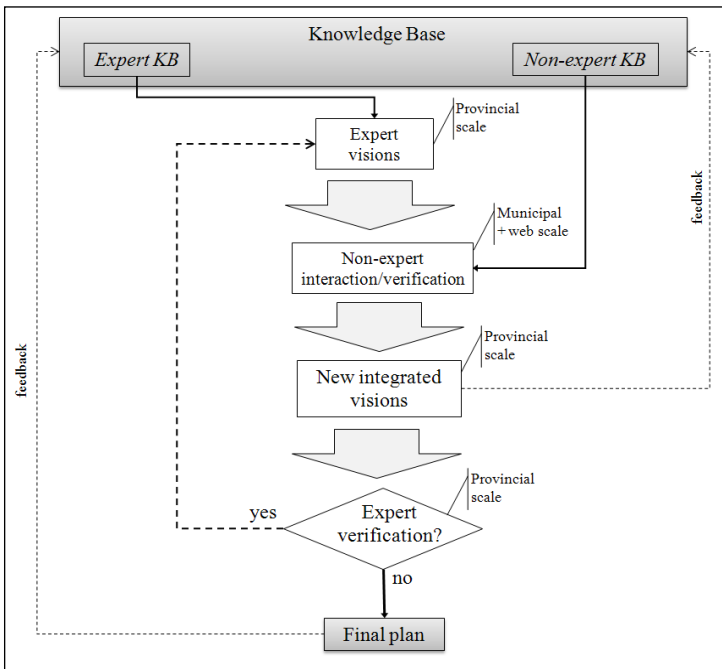 Knowledge Base
Expert KB
Non-expert KB
Provincial
scale
Expert
visions
Municipal
+ web scale
Non-expert
interaction/verification
feedback
feedback
Provincial
scale
New integrated
visions
Provincial
scale
yes
Expert
verification?
no
Final plan